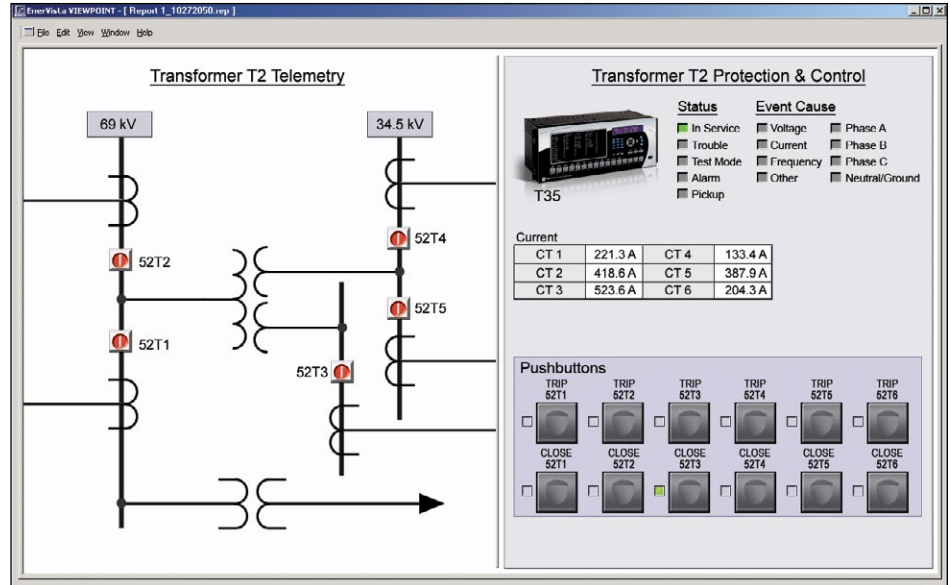 EnerVista VIEWPOINT - [ Report 1_10272050.rep ]
File Edit View Window Help
Transformer T2 Telemetry
69 kV
34.5 kV
52T4
52T2
52T5
52T1
52T3
Transformer T2 Protection & Control
Status Event Cause
In Service Voltage Phase A
Trouble Current Phase B
Test Mode Frequency Phase C
Alarm Other Neutral/Ground
Pickup
T35
Current
CT 1 221.3 A CT 4 133.4 A
CT 2 418.6 A CT 5 387.9 A
CT 3 523.6 A CT 6 204.3 A
Pushbuttons
TRIP TRIP TRIP TRIP TRIP TRIP
52T1 52T2 52T3 52T4 52T5 52T6
CLOSE CLOSE CLOSE CLOSE CLOSE CLOSE
52T1 52T2 52T3 52T4 52T5 52T6